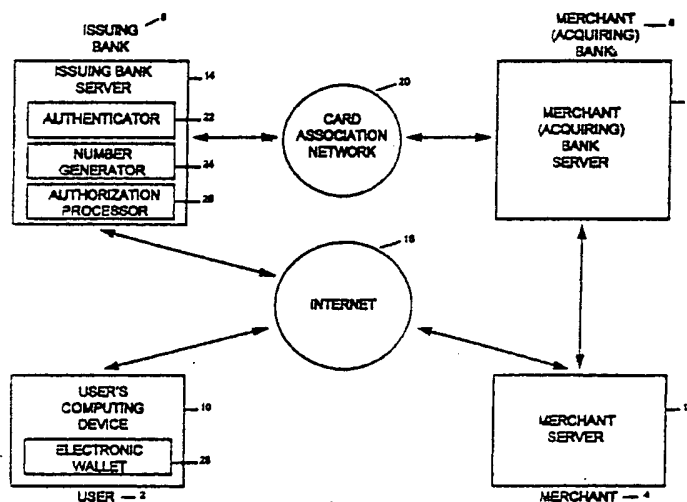 ISSUING
BANK
MERCHANT
(ACQUIRING)
BANK
ISSUING BANK
SERVER
14
AUTHENTICATOR
22
NUMBER
GENERATOR
24
AUTHORIZATION
PROCESSOR
CARD
ASSOCIATION
NETWORK
20
MERCHANT
(ACQUIRING)
BANK
SERVER
INTERNET
18
USER'S
COMPUTING
DEVICE
10
ELECTRONIC
WALLET
USER 2
MERCHANT
SERVER
MERCHANT 4